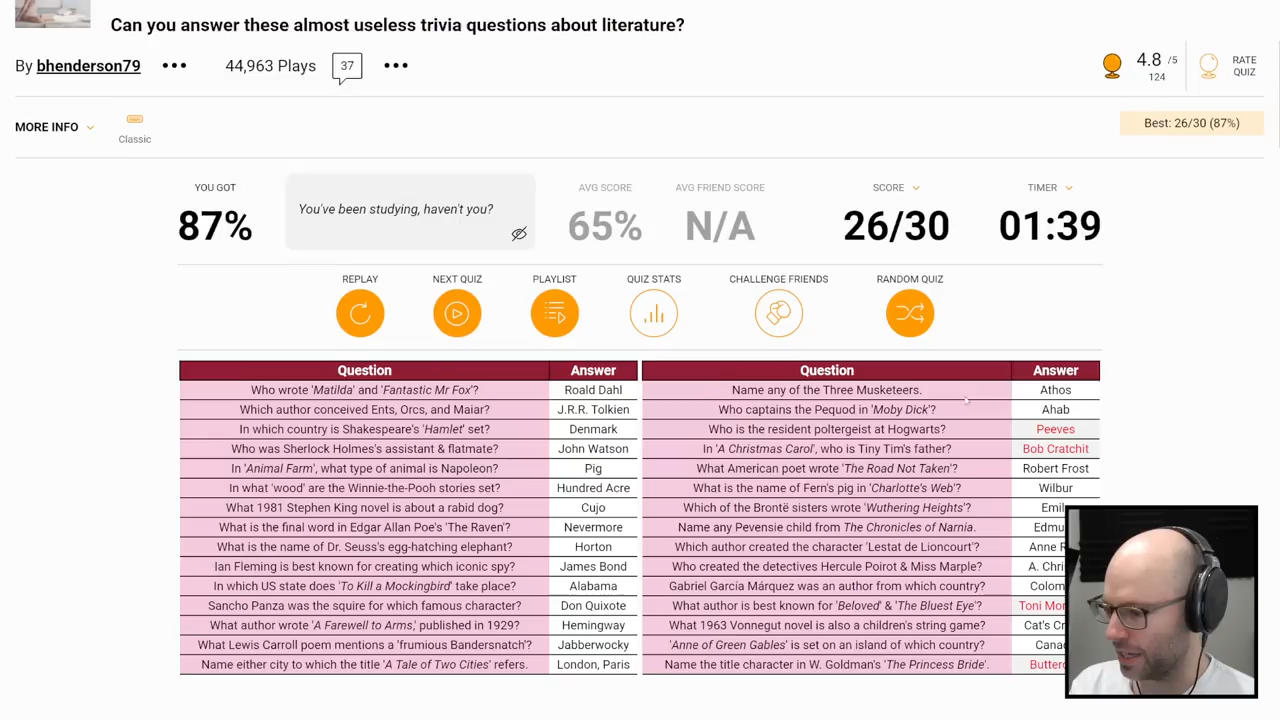 Can you answer these almost useless trivia questions about literature?
By bhenderson79 ••• 44,963 Plays 37 •••
4.8 /5
124
RATE
QUIZ
MORE INFO
Classic
Best: 26/30 (87%)
YOU GOT
87%
You've been studying, haven't you?
AVG SCORE
65%
AVG FRIEND SCORE
N/A
SCORE
26/30
TIMER
01:39
REPLAY
NEXT QUIZ
PLAYLIST
QUIZ STATS
CHALLENGE FRIENDS
RANDOM QUIZ
Question Answer
Who wrote 'Matilda' and 'Fantastic Mr Fox'? Roald Dahl
Which author conceived Ents, Orcs, and Maiar? J.R.R. Tolkien
In which country is Shakespeare's 'Hamlet' set? Denmark
Who was Sherlock Holmes's assistant & flatmate? John Watson
In 'Animal Farm', what type of animal is Napoleon? Pig
In what 'wood' are the Winnie-the-Pooh stories set? Hundred Acre
What 1981 Stephen King novel is about a rabid dog? Cujo
What is the final word in Edgar Allan Poe's 'The Raven'? Nevermore
What is the name of Dr. Seuss's egg-hatching elephant? Horton
Ian Fleming is best known for creating which iconic spy? James Bond
In which US state does 'To Kill a Mockingbird' take place? Alabama
Sancho Panza was the squire for which famous character? Don Quixote
What author wrote 'A Farewell to Arms,' published in 1929? Hemingway
What Lewis Carroll poem mentions a 'frumious Bandersnatch'? Jabberwocky
Name either city to which the title 'A Tale of Two Cities' refers. London, Paris
Question Answer
Name any of the Three Musketeers. Athos
Who captains the Pequod in 'Moby Dick'? Ahab
Who is the resident poltergeist at Hogwarts? Peeves
In 'A Christmas Carol', who is Tiny Tim's father? Bob Cratchit
What American poet wrote 'The Road Not Taken'? Robert Frost
What is the name of Fern's pig in 'Charlotte's Web'? Wilbur
Which of the Brontë sisters wrote 'Wuthering Heights'? Emil
Name any Pevensie child from The Chronicles of Narnia. Edmu
Which author created the character 'Lestat de Lioncourt'? Anne R
Who created the detectives Hercule Poirot & Miss Marple? A. Chri
Gabriel García Márquez was an author from which country? Colom
What author is best known for 'Beloved' & 'The Bluest Eye'? Toni Mor
What 1963 Vonnegut novel is also a children's string game? Cat's Cr
'Anne of Green Gables' is set on an island of which country? Cana
Name the title character in W. Goldman's 'The Princess Bride'. Butterc